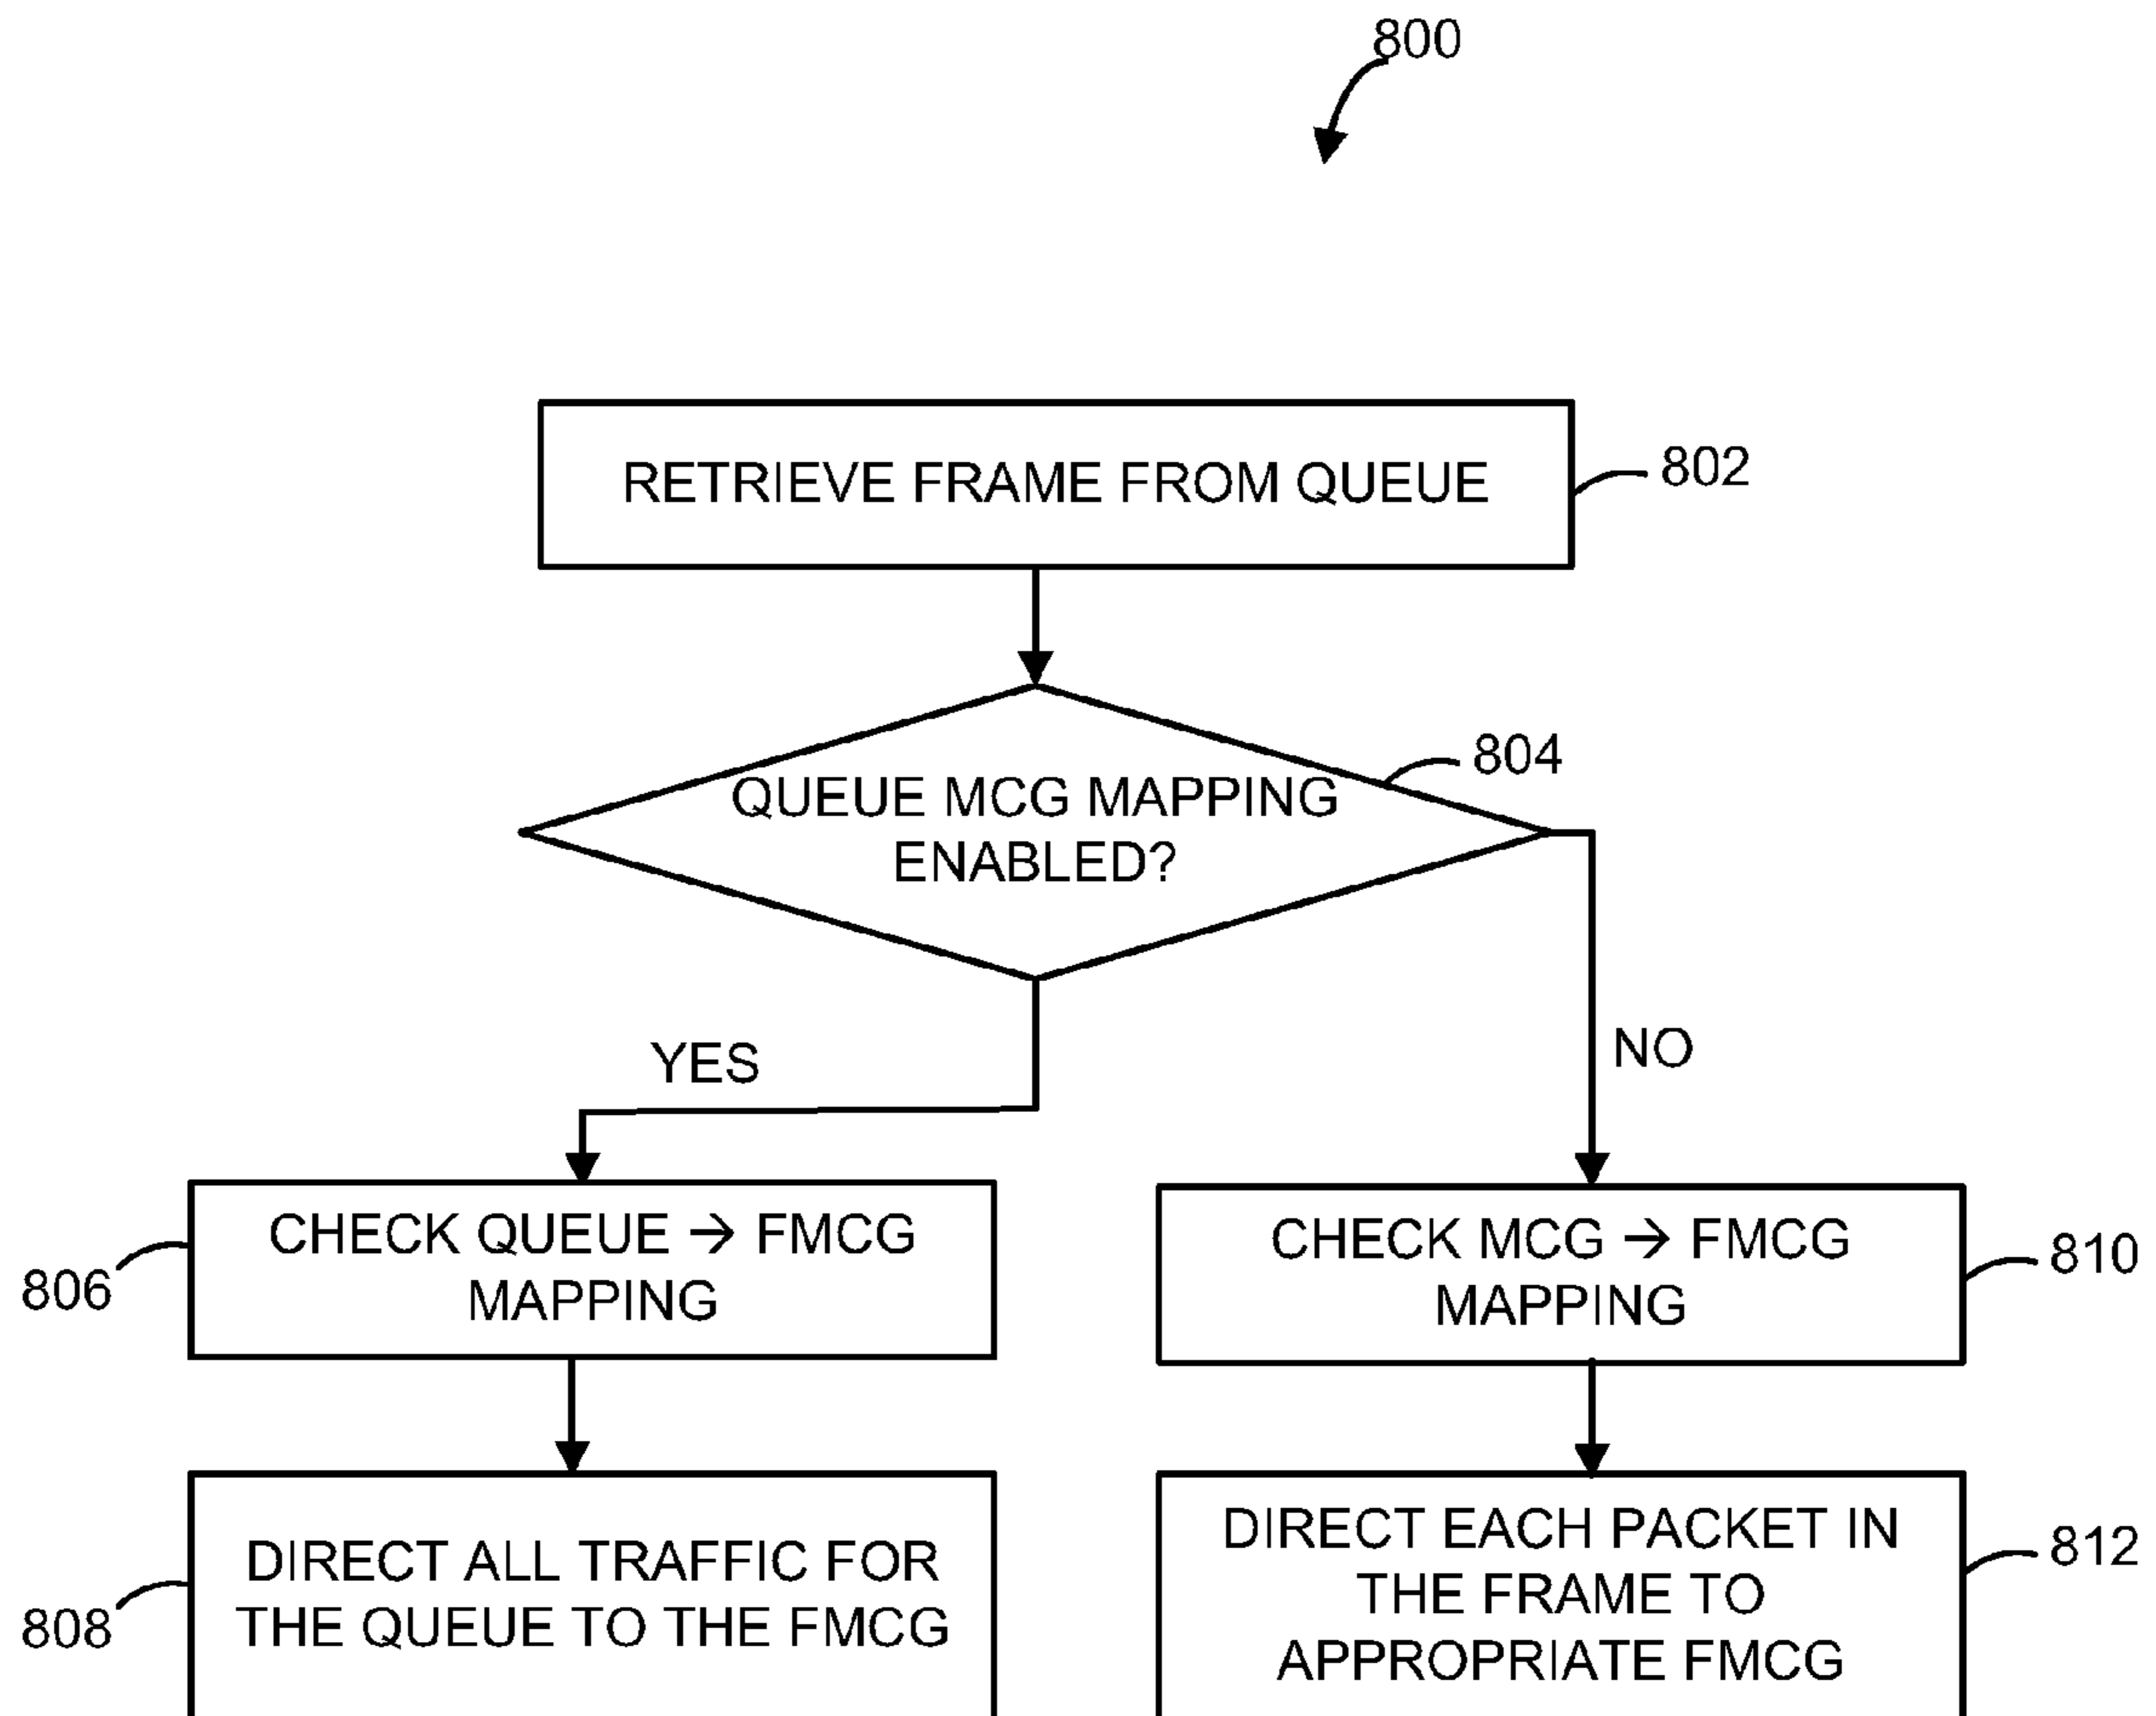 800
RETRIEVE FRAME FROM QUEUE
802
QUEUE MCG MAPPING
ENABLED?
804
YES
NO
CHECK QUEUE → FMCG
MAPPING
806
CHECK MCG → FMCG
MAPPING
810
DIRECT ALL TRAFFIC FOR
THE QUEUE TO THE FMCG
808
DIRECT EACH PACKET IN
THE FRAME TO
APPROPRIATE FMCG
812